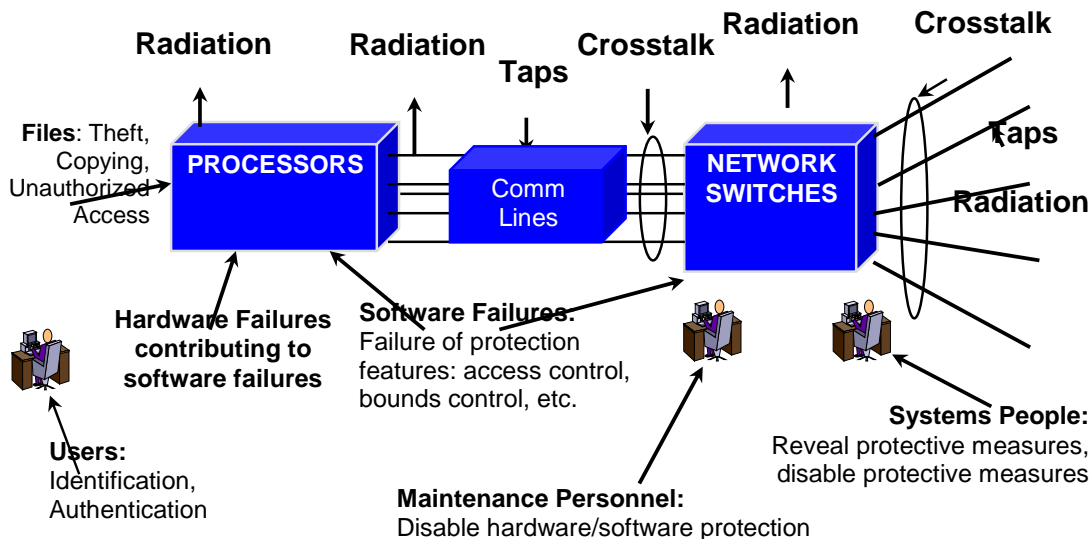 Radiation
Radiation
Taps
Crosstalk
Radiation
Crosstalk
Files: Theft,
Copying,
Unauthorized
Access
PROCESSORS
Comm
Lines
NETWORK
SWITCHES
Taps
Radiation
Hardware Failures
contributing to
software failures
Software Failures:
Failure of protection
features: access control,
bounds control, etc.
Users:
Identification,
Authentication
Maintenance Personnel:
Disable hardware/software protection
Systems People:
Reveal protective measures,
disable protective measures